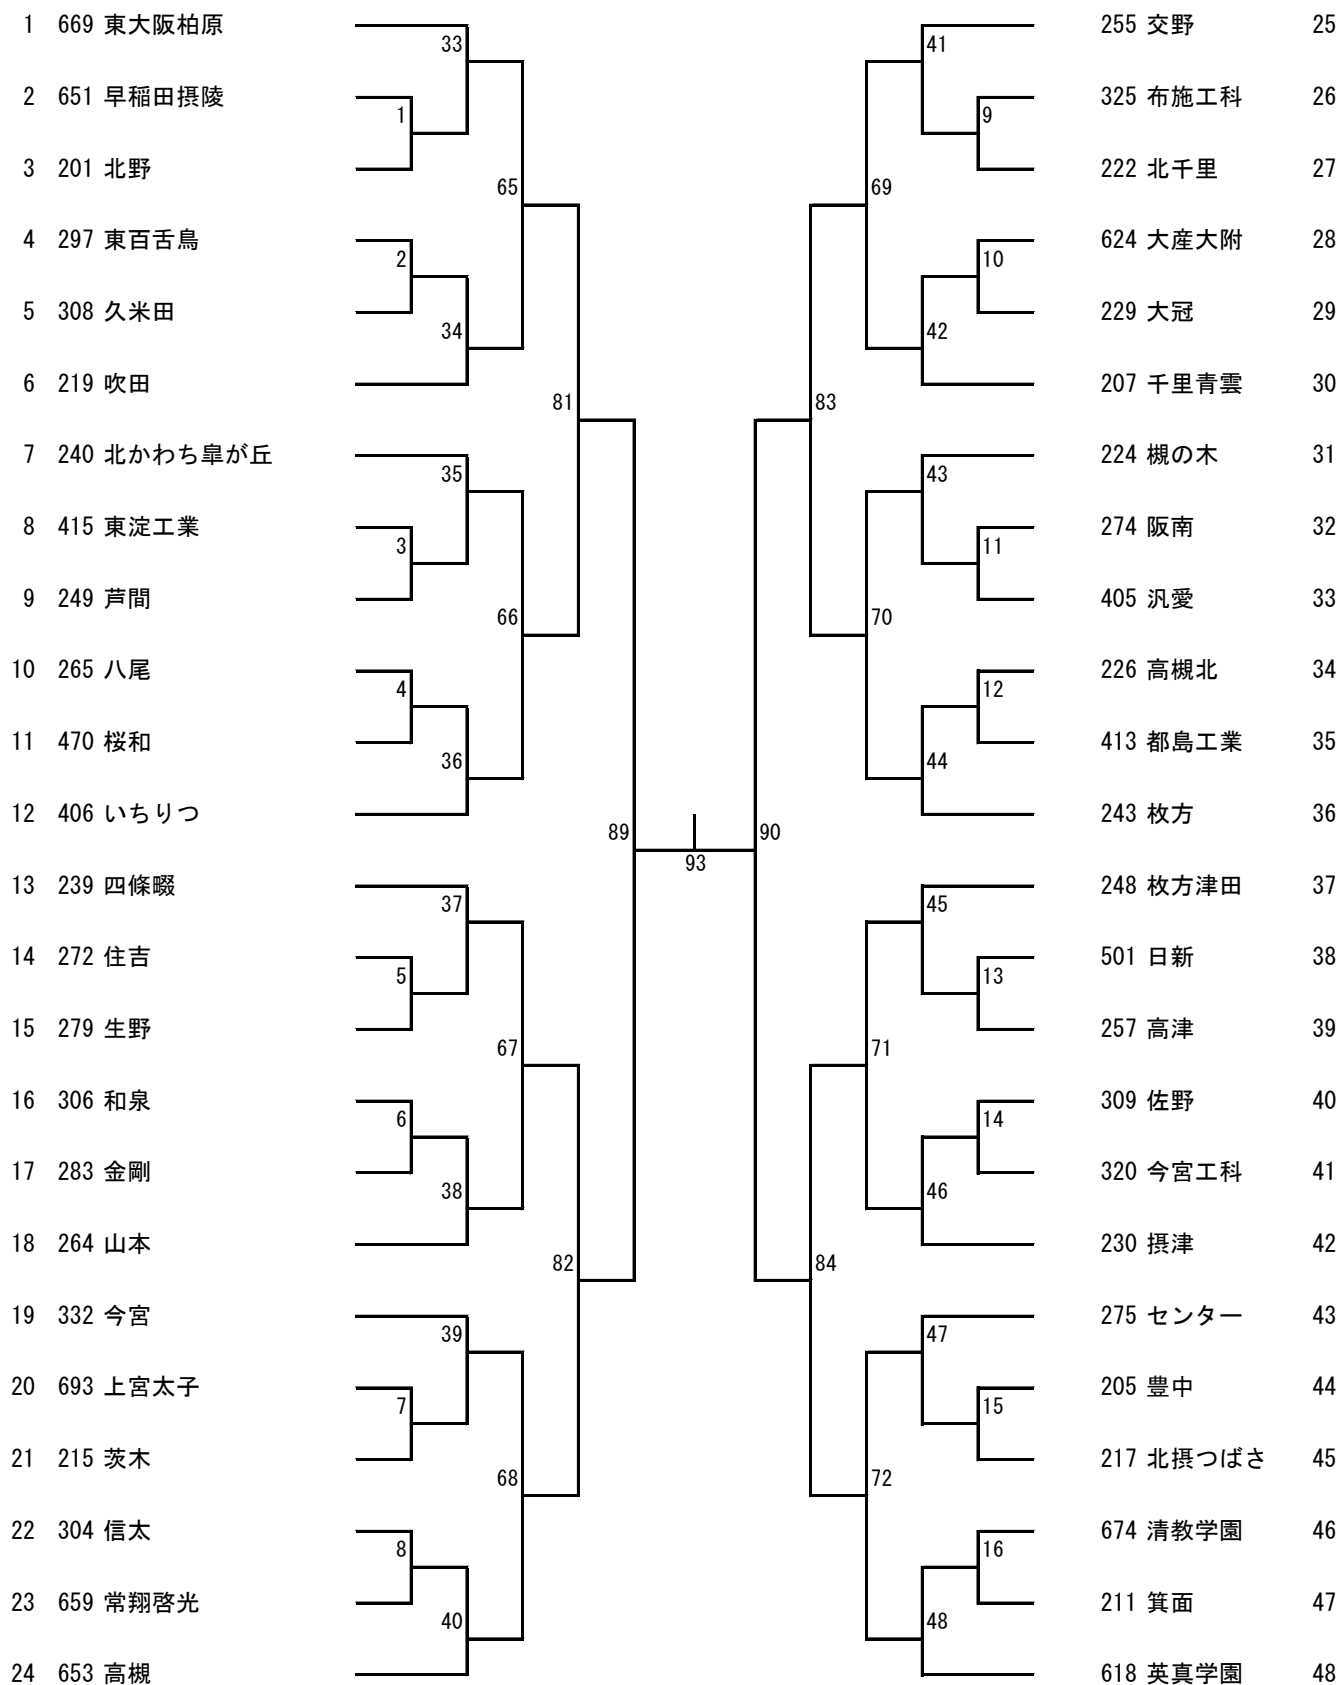 1 669 東大阪柏原
2 651 早稲田摂陵
3 201 北野
4 297 東百舌鳥
5 308 久米田
6 219 吹田
7 240 北かわち皐が丘
8 415 東淀工業
9 249 芦間
10 265 八尾
11 470 桜和
12 406 いちりつ
13 239 四條畷
14 272 住吉
15 279 生野
16 306 和泉
17 283 金剛
18 264 山本
19 332 今宮
20 693 上宮太子
21 215 茨木
22 304 信太
23 659 常翔啓光
24 653 高槻
33
1
65
2
34
81
35
3
66
4
36
89
37
5
67
6
38
82
39
7
68
8
40
93
90
41
9
69
10
42
83
43
11
70
12
44
45
13
71
14
46
84
47
15
72
16
48
255 交野 25
325 布施工科 26
222 北千里 27
624 大産大附 28
229 大冠 29
207 千里青雲 30
224 槻の木 31
274 阪南 32
405 汎愛 33
226 高槻北 34
413 都島工業 35
243 枚方 36
248 枚方津田 37
501 日新 38
257 高津 39
309 佐野 40
320 今宮工科 41
230 摂津 42
275 センター 43
205 豊中 44
217 北摂つばさ 45
674 清教学園 46
211 箕面 47
618 英真学園 48